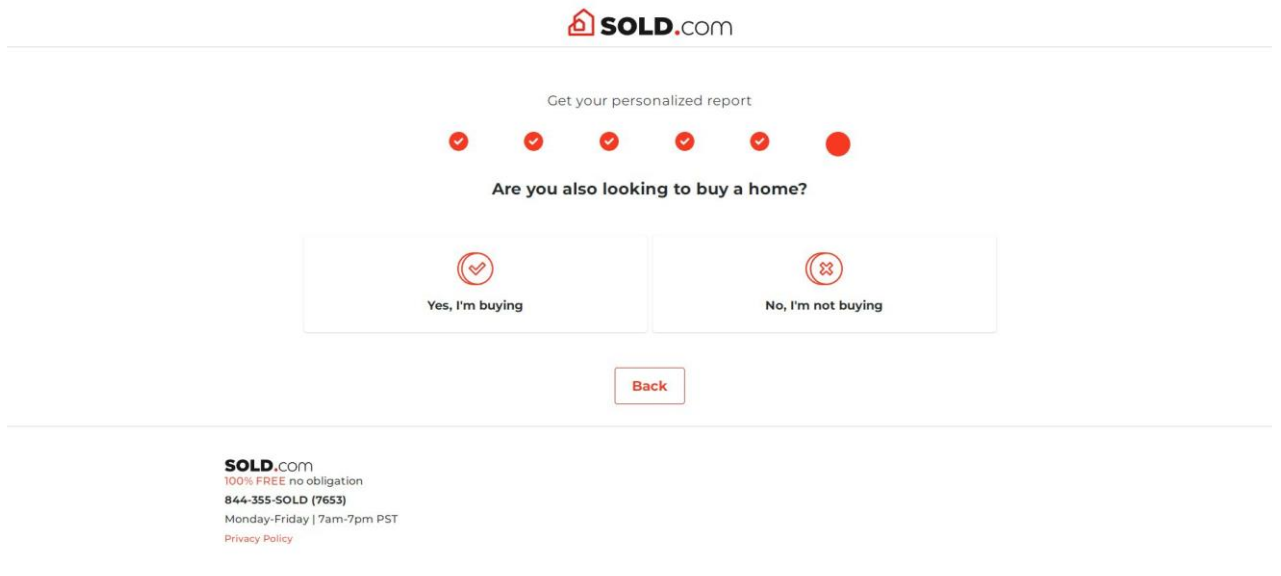 SOLD.com
Get your personalized report
Are you also looking to buy a home?
Yes, I'm buying
No, I'm not buying
Back
SOLD.com
100% FREE no obligation
844-355-SOLD (7653)
Monday-Friday | 7am-7pm PST
Privacy Policy